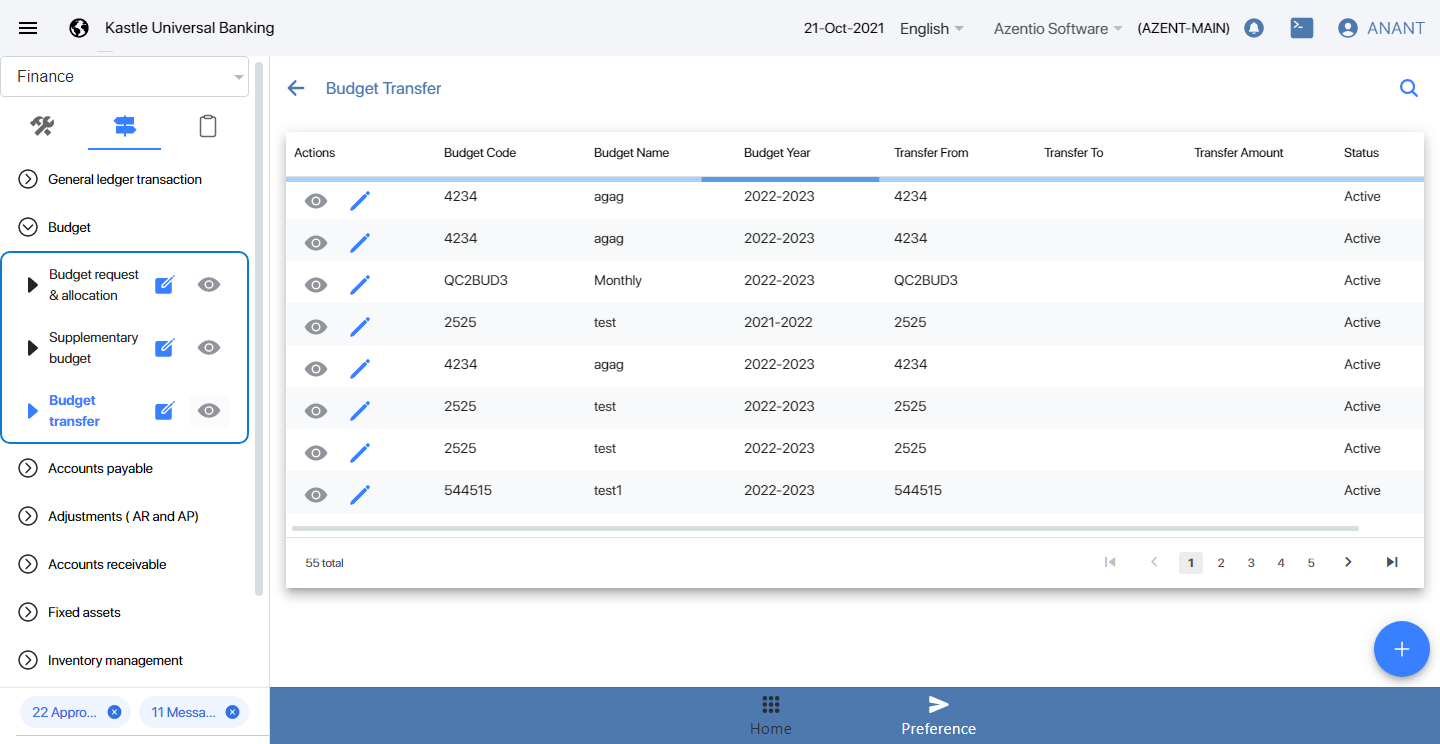 Kastle Universal Banking
21-Oct-2021 English Azentio Software (AZENT-MAIN) ANANT
Finance
General ledger transaction
Budget
Budget request
& allocation
Supplementary
budget
Budget
transfer
Accounts payable
Adjustments ( AR and AP)
Accounts receivable
Fixed assets
Inventory management
22 Appro...
11 Messa...
Budget Transfer
Actions Budget Code Budget Name Budget Year Transfer From Transfer To Transfer Amount Status
4234 agag 2022-2023 4234 Active
4234 agag 2022-2023 4234 Active
QC2BUD3 Monthly 2022-2023 QC2BUD3 Active
2525 test 2021-2022 2525 Active
4234 agag 2022-2023 4234 Active
2525 test 2022-2023 2525 Active
2525 test 2022-2023 2525 Active
544515 test1 2022-2023 544515 Active
55 total 1 2 3 4 5
Home Preference